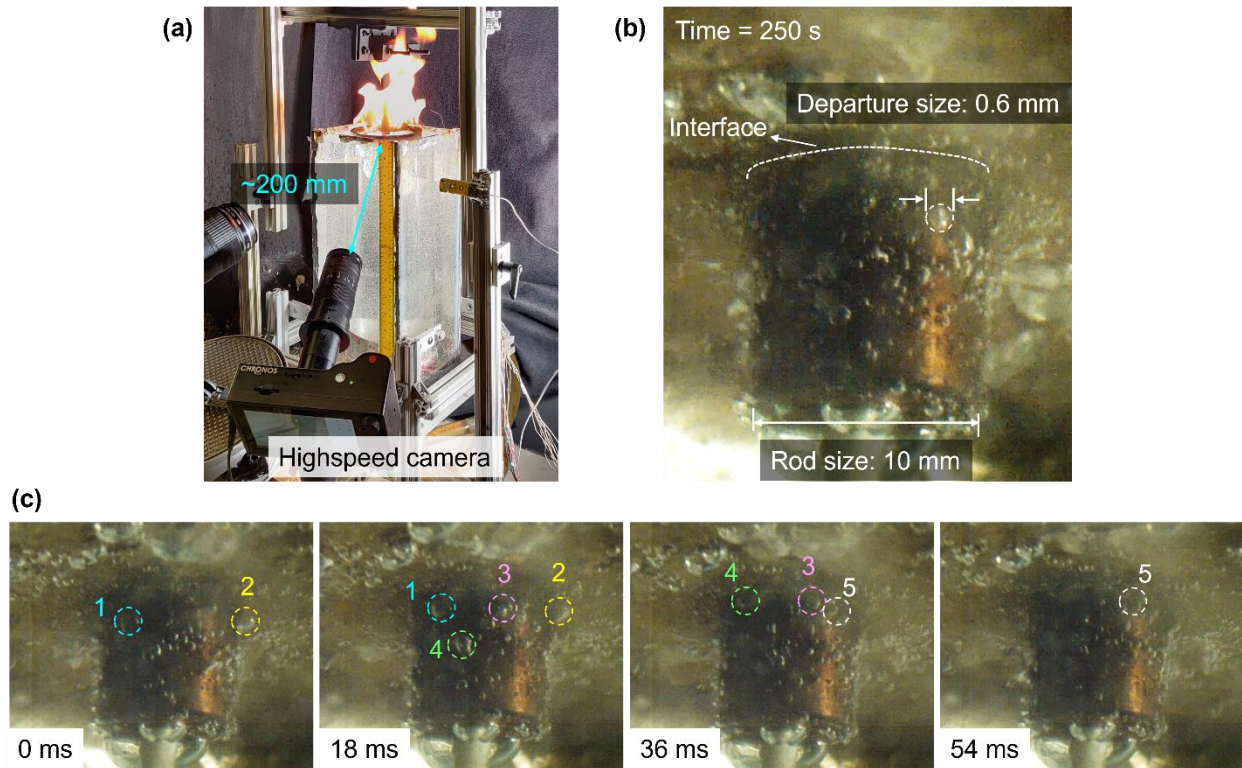 (a)
~200 mm
CHRONOS
Highspeed camera
(b)
Time = 250 s
Departure size: 0.6 mm
Interface
Rod size: 10 mm
(c)
1
2
0 ms
1
3
2
4
18 ms
4
3
5
36 ms
5
54 ms